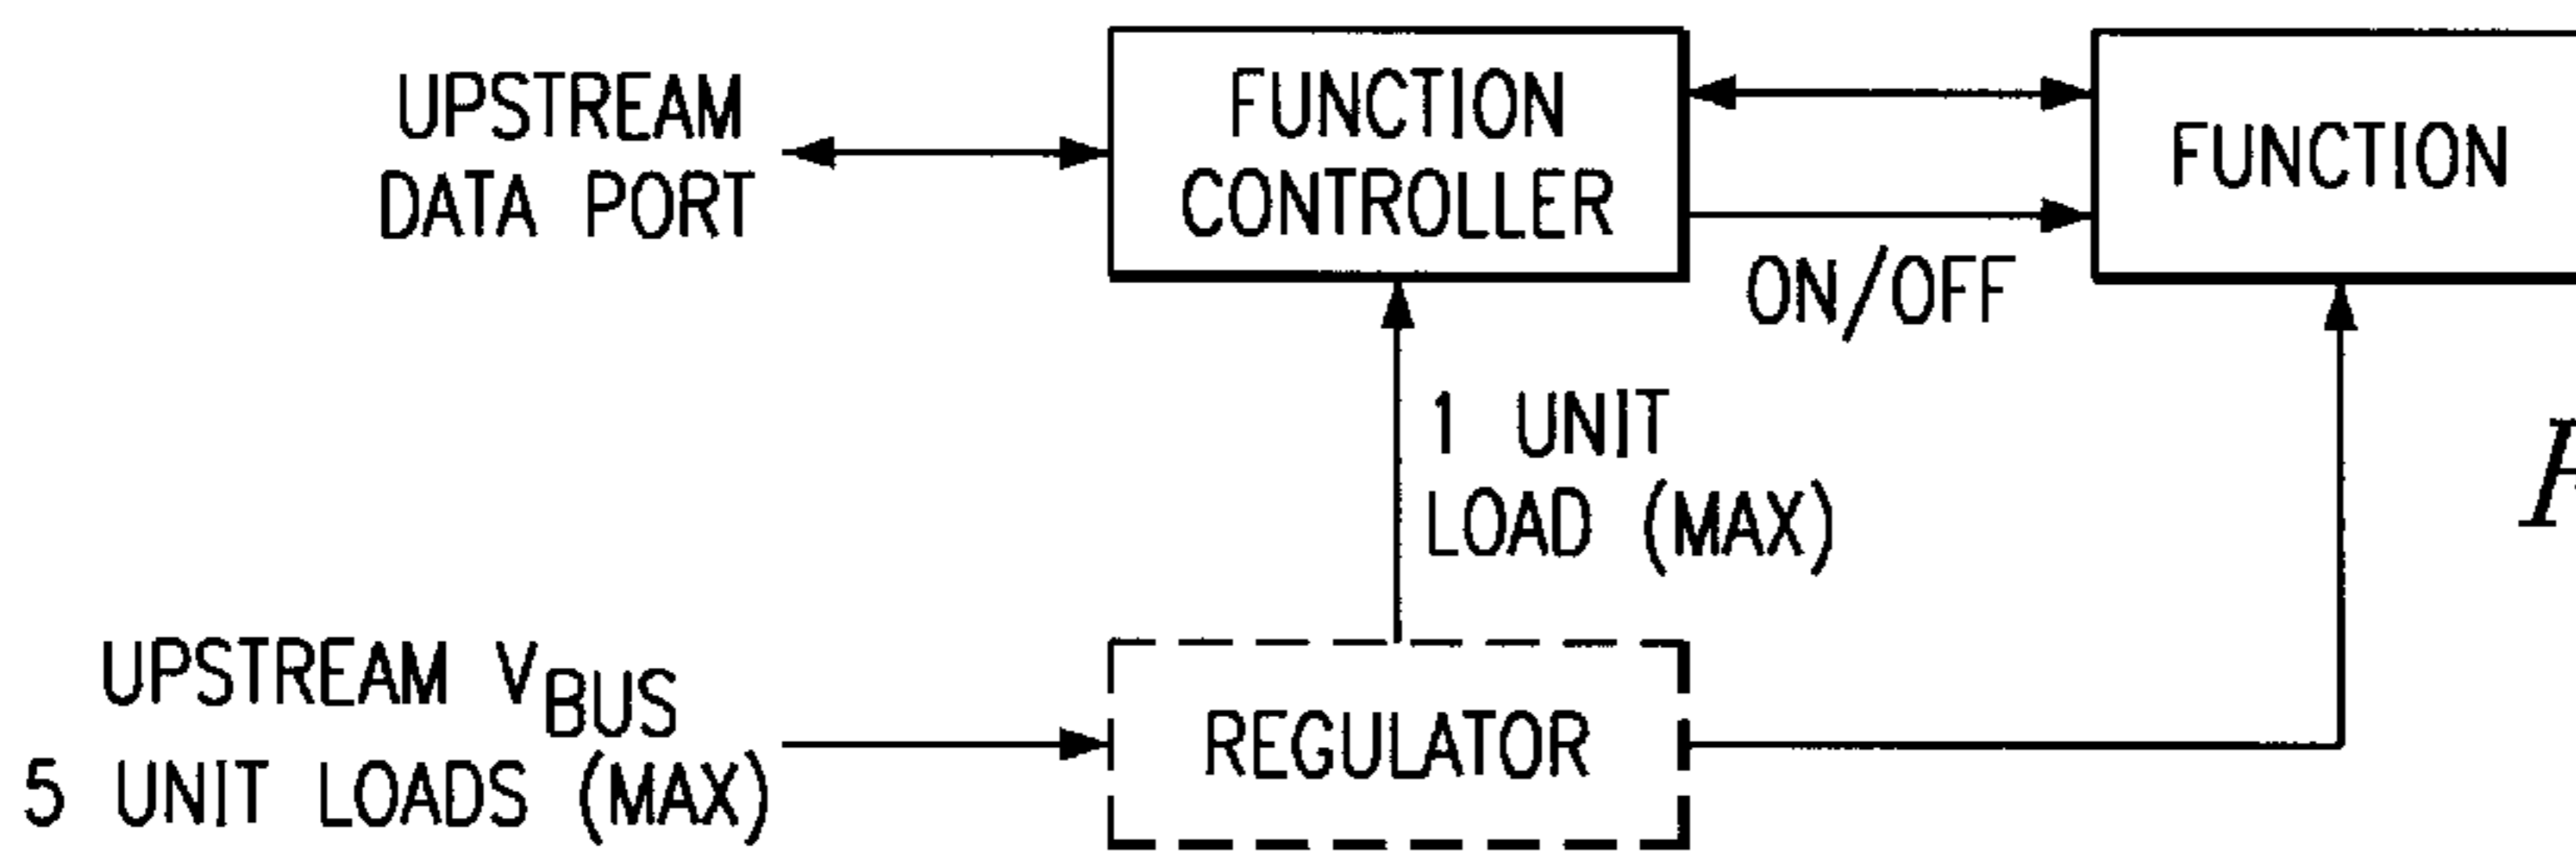 UPSTREAM
DATA PORT
FUNCTION
CONTROLLER
FUNCTION
ON/OFF
1 UNIT
LOAD (MAX)
UPSTREAM VBUS
5 UNIT LOADS (MAX)
REGULATOR